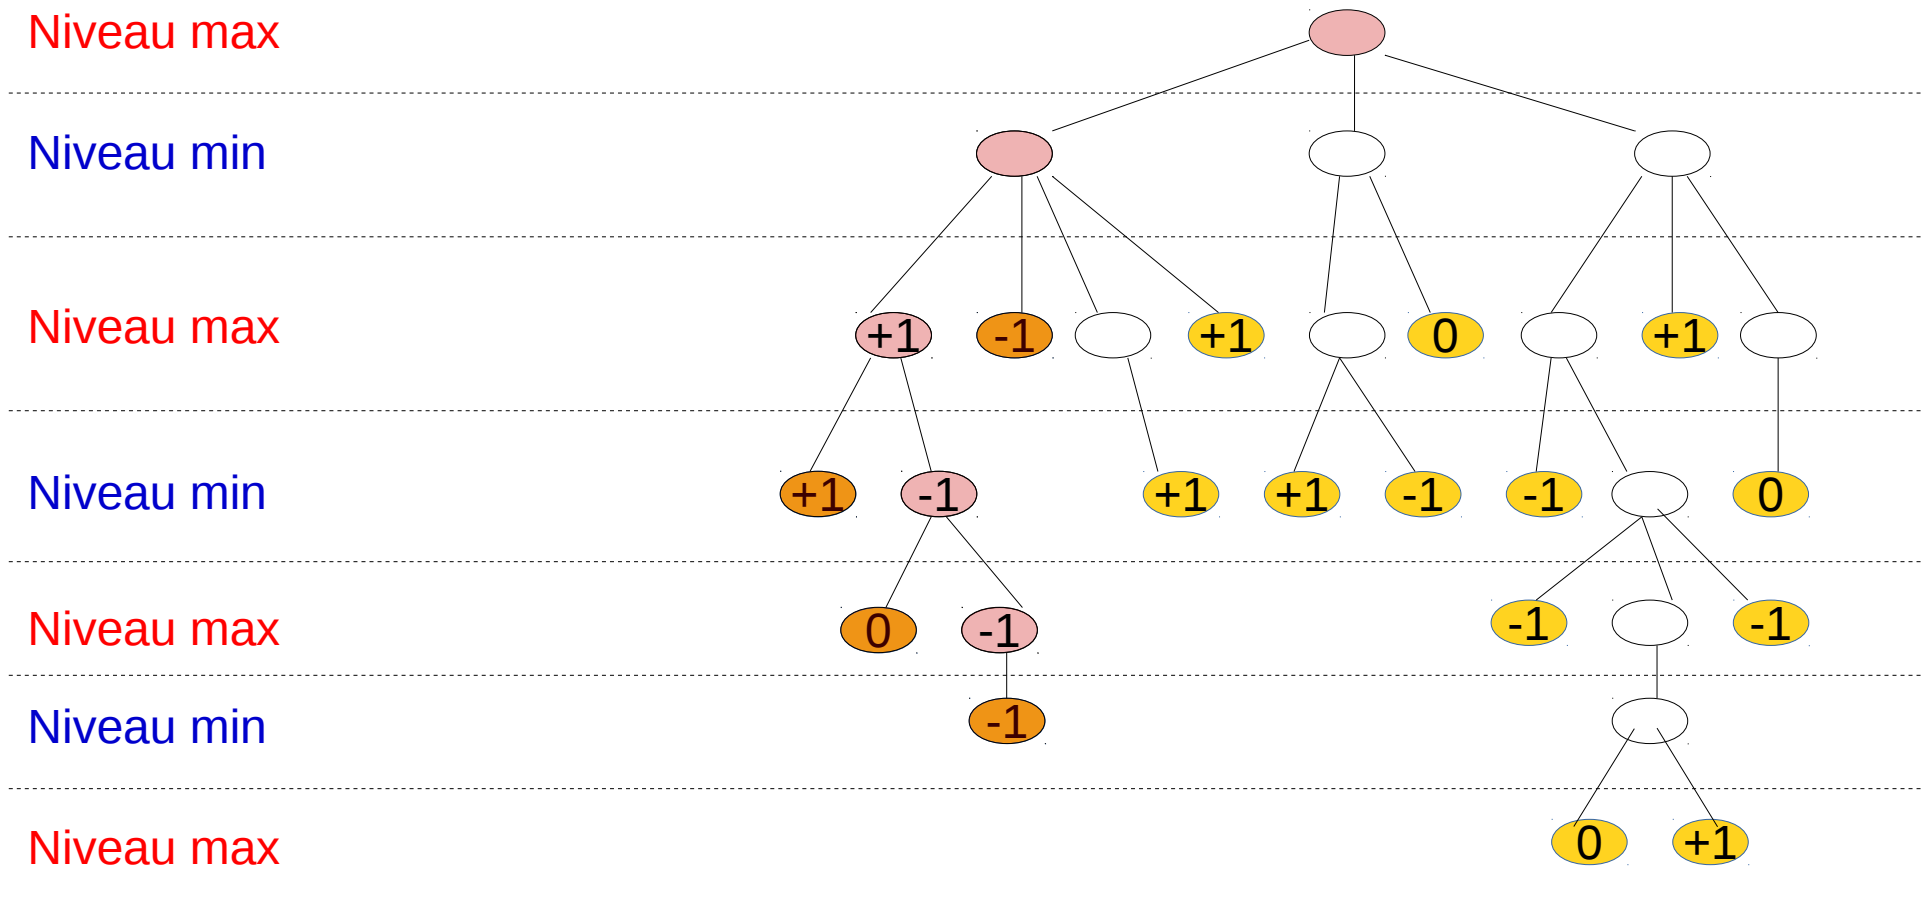 Niveau max
Niveau min
Niveau max
+1 -1 +1 0 +1
Niveau min
+1 -1 +1 +1 -1 -1 0
Niveau max
0 -1 -1 -1
Niveau min
-1
Niveau max
0 +1